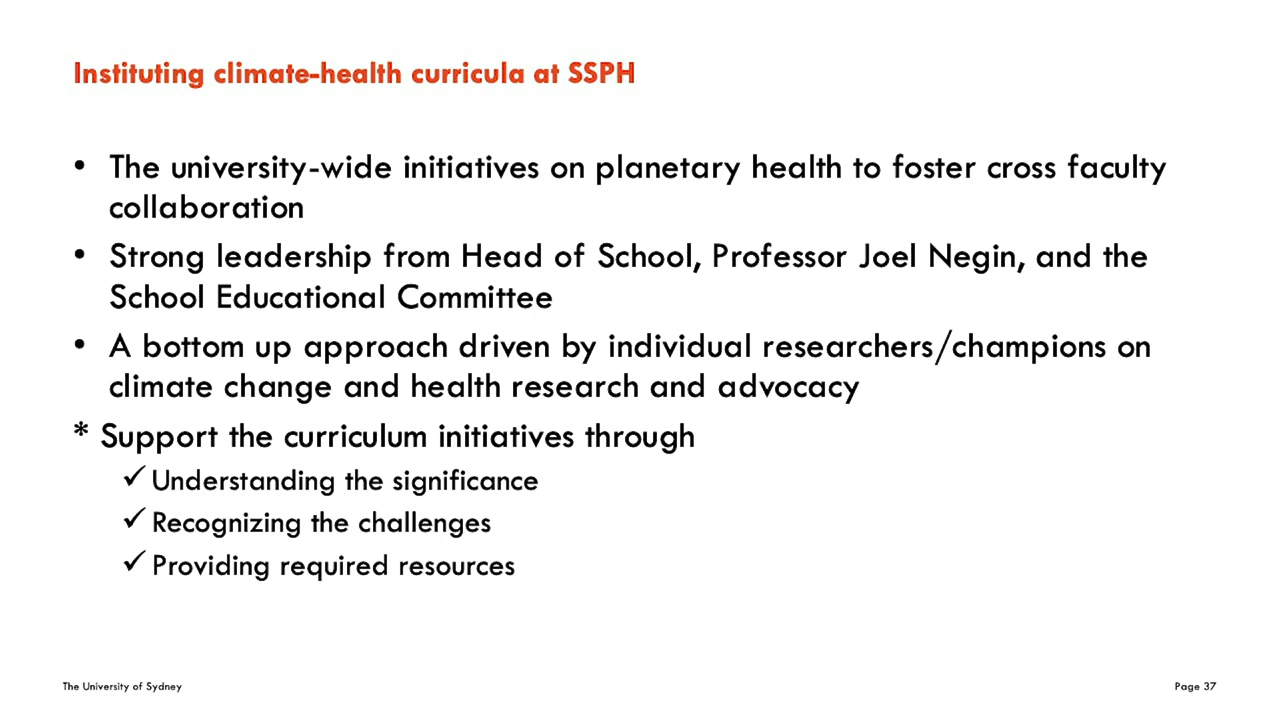 Instituting climate-health curricula at SSPH
• The university-wide initiatives on planetary health to foster cross faculty
collaboration
• Strong leadership from Head of School, Professor Joel Negin, and the
School Educational Committee
• A bottom up approach driven by individual researchers/champions on
climate change and health research and advocacy
* Support the curriculum initiatives through
✓ Understanding the significance
✓ Recognizing the challenges
✓ Providing required resources
The University of Sydney
Page 37